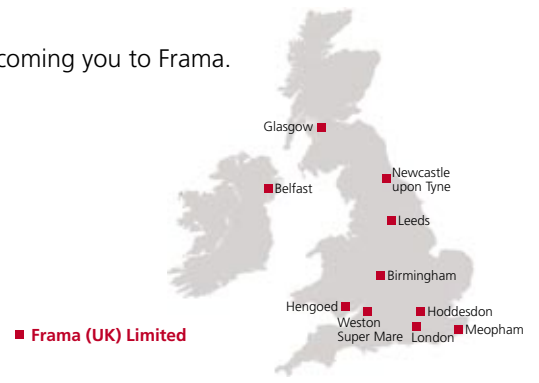 coming you to Frama.
Glasgow
Newcastle
upon Tyne
Belfast
Leeds
Birmingham
Hengoed
Hoddesdon
Weston
Super Mare
London
Meopham
Frama (UK) Limited